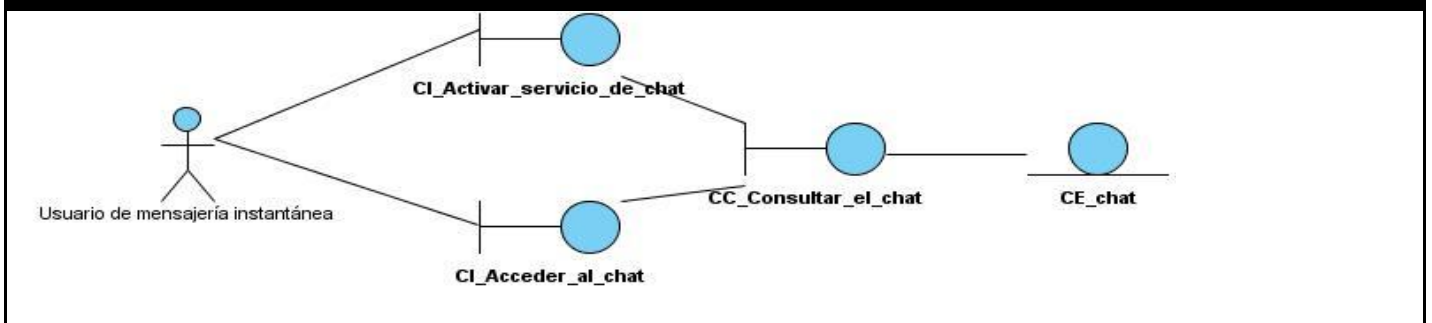 CI_Activar_servicio_de_chat
Usuario de mensajería instantánea
CC_Consultar_el_chat
CE_chat
CI_Acceder_al_chat